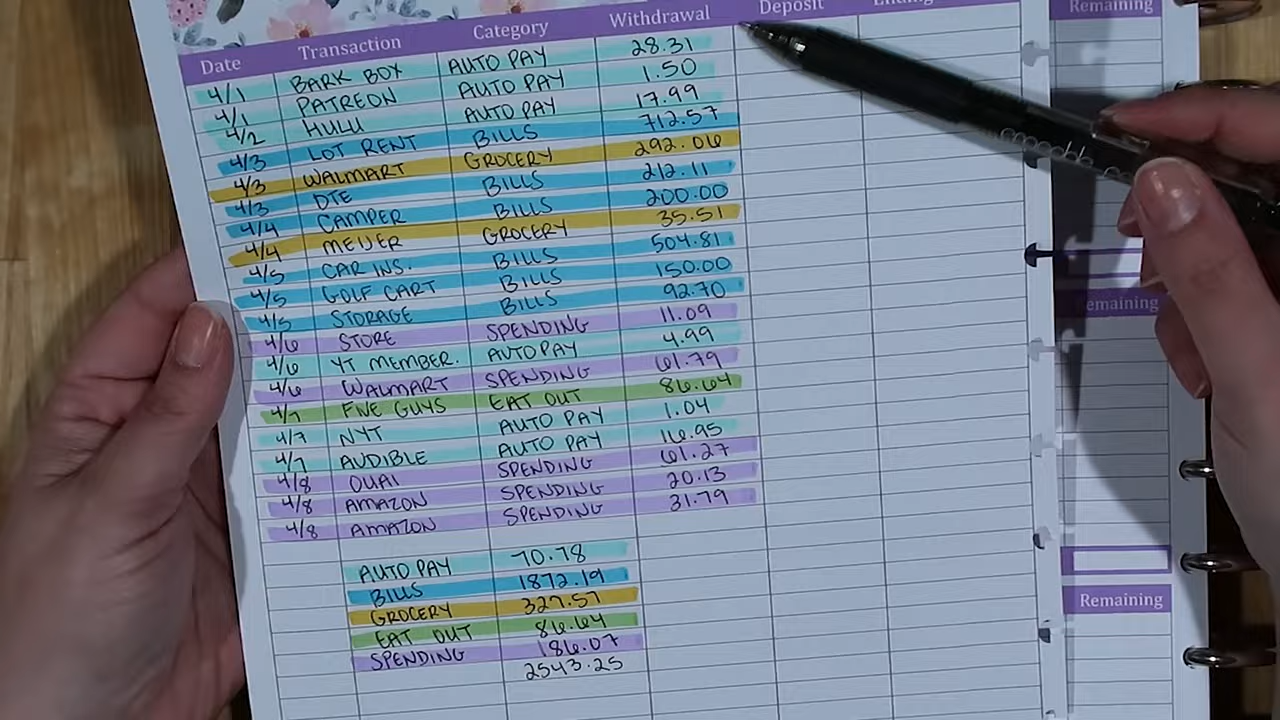 Date Transaction Category Withdrawal Deposit Ending
4/1 BARK BOX AUTO PAY 28.31
4/1 PATREON AUTO PAY 1.50
4/2 HULU AUTO PAY 17.99
4/3 LOT RENT BILLS 712.57
4/3 WALMART GROCERY 292.06
4/3 DTE BILLS 212.11
4/4 CAMPER BILLS 200.00
4/4 MEIJER GROCERY 35.51
4/5 CAR INS. BILLS 504.81
4/5 GOLF CART BILLS 150.00
4/5 STORAGE BILLS 92.70
4/6 STORE SPENDING 11.09
4/6 YT MEMBER. AUTOPAY 4.99
4/6 WALMART SPENDING 61.79
4/7 FIVE GUYS EAT OUT 86.64
4/7 NYT AUTO PAY 1.04
4/7 AUDIBLE AUTO PAY 16.95
4/8 OUAI SPENDING 61.27
4/8 AMAZON SPENDING 20.13
4/8 AMAZON SPENDING 31.79
AUTO PAY 70.78
BILLS 1872.19
GROCERY 327.57
EAT OUT 86.64
SPENDING 186.07
2543.25
Remaining
Remaining
Remaining